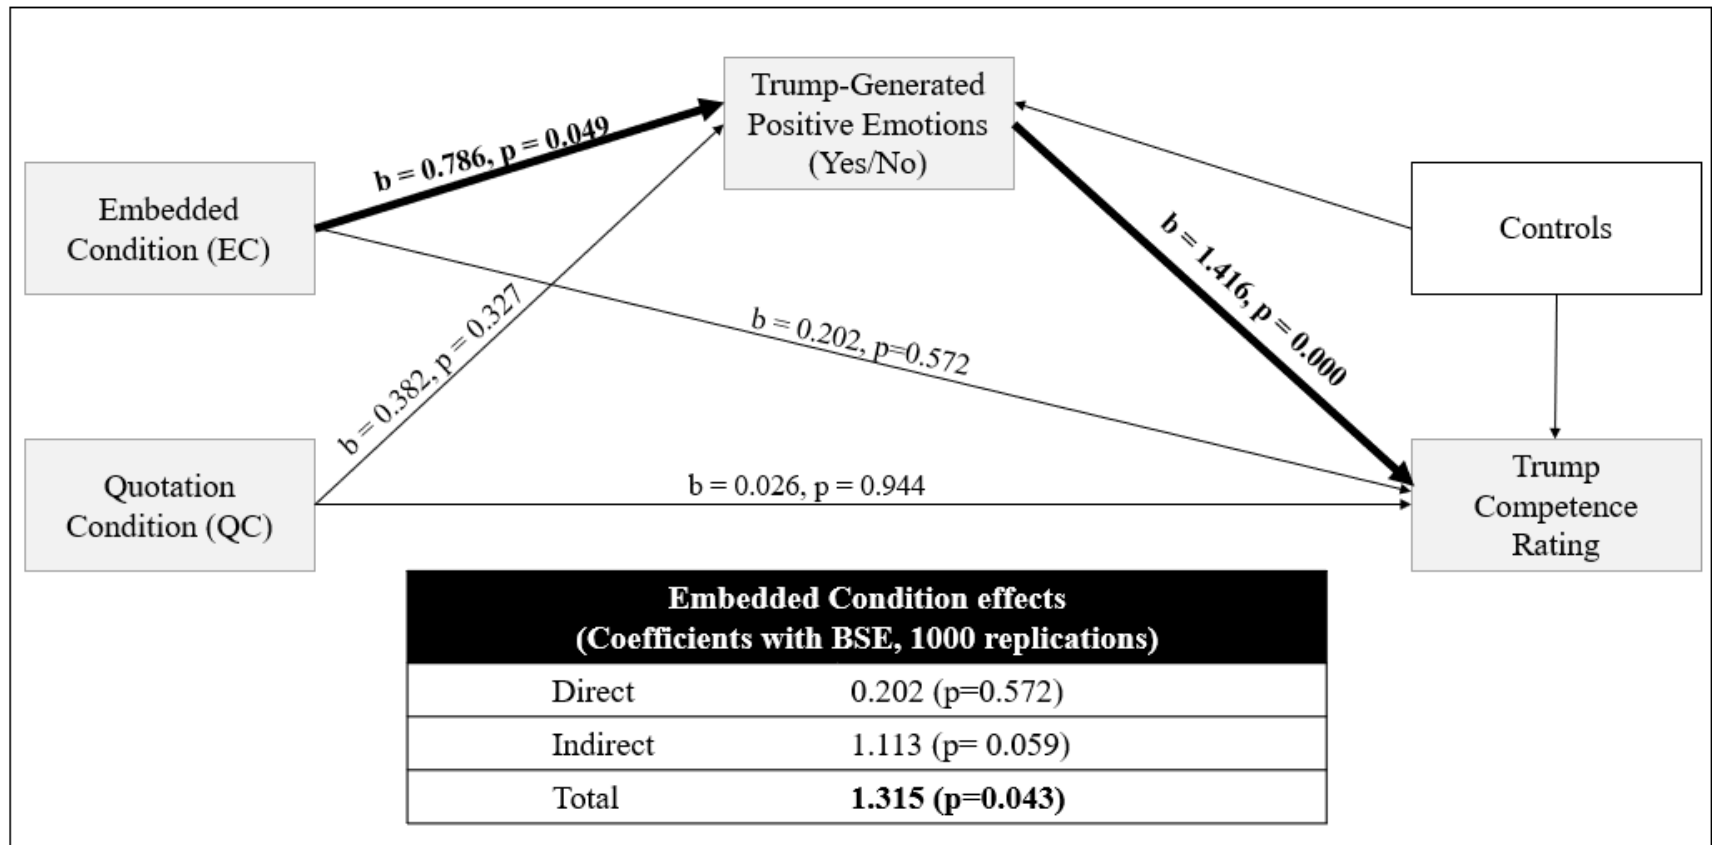 Trump-Generated
Positive Emotions
(Yes/No)
b = 0.786, p = 0.049
Embedded
Condition (EC)
Controls
b = 1.416, p = 0.000
b = 0.382, p = 0.327
b = 0.202, p=0.572
Quotation
Condition (QC)
b = 0.026, p = 0.944
Trump
Competence
Rating
Embedded Condition effects
(Coefficients with BSE, 1000 replications)
Direct 0.202 (p=0.572)
Indirect 1.113 (p= 0.059)
Total 1.315 (p=0.043)